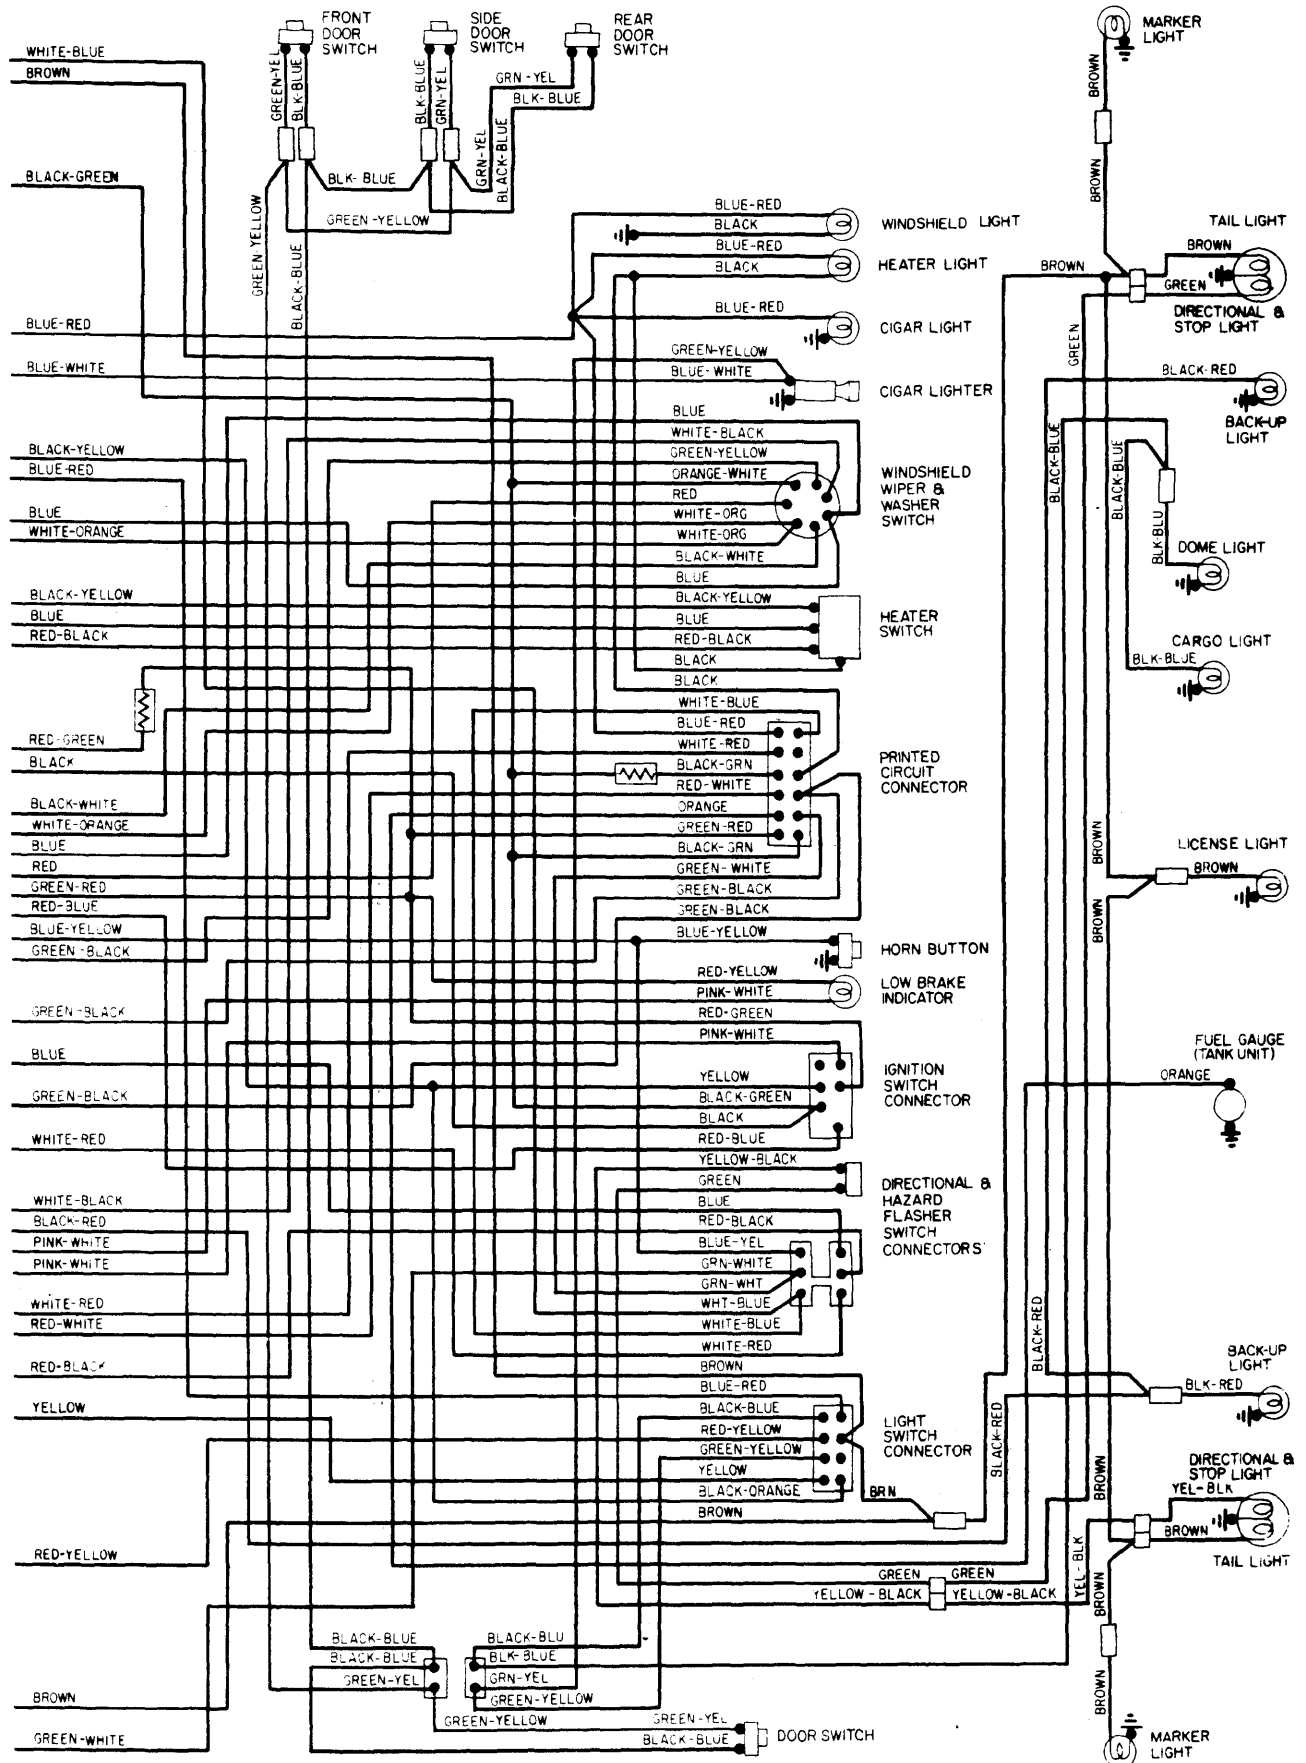 FRONT
DOOR
SWITCH
SIDE
DOOR
SWITCH
REAR
DOOR
SWITCH
MARKER
LIGHT
WHITE-BLUE
BROWN
BLACK-GREEN
BLUE-RED
BLUE-WHITE
BLACK-YELLOW
BLUE-RED
BLUE
WHITE-ORANGE
BLACK-YELLOW
BLUE
RED-BLACK
RED-GREEN
BLACK
BLACK-WHITE
WHITE-ORANGE
BLUE
RED
GREEN-RED
RED-BLUE
BLUE-YELLOW
GREEN-BLACK
GREEN-BLACK
BLUE
GREEN-BLACK
WHITE-RED
WHITE-BLACK
BLACK-RED
PINK-WHITE
PINK-WHITE
WHITE-RED
RED-WHITE
RED-BLACK
YELLOW
RED-YELLOW
BROWN
GREEN-WHITE
GREEN-YEL
BLK-BLUE
BLK-BLUE
GRN-YEL
GRN-YEL
BLK-BLUE
GRN-YEL
BLACK-BLUE
BLK-BLUE
GREEN-YELLOW
GREEN-YELLOW
BLACK-BLUE
BLUE-RED
BLACK
WINDSHIELD LIGHT
BLUE-RED
BLACK
HEATER LIGHT
BLUE-RED
CIGAR LIGHT
GREEN-YELLOW
BLUE-WHITE
CIGAR LIGHTER
BLUE
WHITE-BLACK
GREEN-YELLOW
ORANGE-WHITE
RED
WHITE-ORG
WHITE-ORG
BLACK-WHITE
BLUE
WINDSHIELD
WIPER &
WASHER
SWITCH
BLACK-YELLOW
BLUE
RED-BLACK
BLACK
HEATER
SWITCH
BLACK
WHITE-BLUE
BLUE-RED
WHITE-RED
BLACK-GRN
RED-WHITE
ORANGE
GREEN-RED
BLACK-GRN
GREEN-WHITE
GREEN-BLACK
GREEN-BLACK
PRINTED
CIRCUIT
CONNECTOR
BLUE-YELLOW
HORN BUTTON
RED-YELLOW
PINK-WHITE
LOW BRAKE
INDICATOR
RED-GREEN
PINK-WHITE
YELLOW
BLACK-GREEN
BLACK
RED-BLUE
IGNITION
SWITCH
CONNECTOR
YELLOW-BLACK
GREEN
BLUE
RED-BLACK
BLUE-YEL
GRN-WHITE
GRN-WHT
WHT-BLUE
WHITE-BLUE
WHITE-RED
DIRECTIONAL &
HAZARD
FLASHER
SWITCH
CONNECTORS
BROWN
BLUE-RED
BLACK-BLUE
RED-YELLOW
GREEN-YELLOW
YELLOW
BLACK-ORANGE
BROWN
LIGHT
SWITCH
CONNECTOR
BRN
GREEN
GREEN
YELLOW-BLACK
YELLOW-BLACK
BLACK-BLUE
BLACK-BLUE
GREEN-YEL
BLACK-BLU
BLK-BLUE
GRN-YEL
GREEN-YELLOW
GREEN-YELLOW
GREEN-YEL
BLACK-BLUE
DOOR SWITCH
BROWN
BROWN
BROWN
TAIL LIGHT
BROWN
GREEN
DIRECTIONAL &
STOP LIGHT
GREEN
BLACK-RED
BACK-UP
LIGHT
BLACK-BLUE
BLACK-BLUE
BLK-BLU
DOME LIGHT
CARGO LIGHT
BLK-BLUE
BROWN
LICENSE LIGHT
BROWN
BROWN
FUEL GAUGE
(TANK UNIT)
ORANGE
BLACK-RED
BACK-UP
LIGHT
BLK-RED
BLACK-RED
BROWN
DIRECTIONAL &
STOP LIGHT
YEL-BLK
BROWN
TAIL LIGHT
YEL-BLK
BROWN
BROWN
MARKER
LIGHT